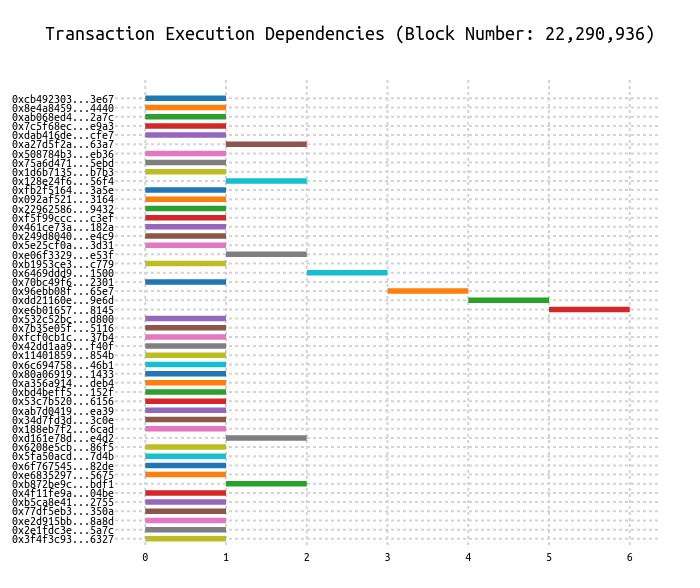 Transaction Execution Dependencies (Block Number: 22,290,936)
0xcb492303...3e67
0x8e4a8459...4440
0xab068ed4...2a7c
0x7c5f68ec...e9a3
0xdab416de...cfe7
0xa27d5f2a...63a7
0x508784b3...eb36
0x75a6d471...5ebd
0x1d6b7135...b7b3
0x128e24f6...56f4
0xfb2f5164...3a5e
0x092af521...3164
0x22962586...9432
0xf5f99ccc...c3ef
0x461ce73a...182a
0x249d8040...e4c9
0x5e25cf0a...3d31
0xe06f3329...e53f
0xb1953ce3...c779
0x6469ddd9...1500
0x70bc49f6...2301
0x96ebb08f...65e7
0xdd21160e...9e6d
0xe6b01657...8145
0x532c52bc...d800
0x7b35e05f...5116
0xfcf0cb1c...37b4
0x42dd1aa9...f40f
0x11401859...854b
0x6c694758...46b1
0x80a06919...1433
0xa356a914...deb4
0xbd4beff5...152f
0x53c7b520...6156
0xab7d0419...ea39
0x34d7fd3d...3c0e
0x188eb7f2...6cad
0xd161e78d...e4d2
0x6208e5cb...86f5
0x5fa50acd...7d4b
0x6f767545...82de
0xe6835297...5675
0xb872be9c...bdf1
0x4f11fe9a...04be
0xb5ca8e41...2755
0x77df5eb3...350a
0xe2d915bb...8a8d
0x2e1fdc3e...5a7c
0x3f4f3c93...6327
0 1 2 3 4 5 6